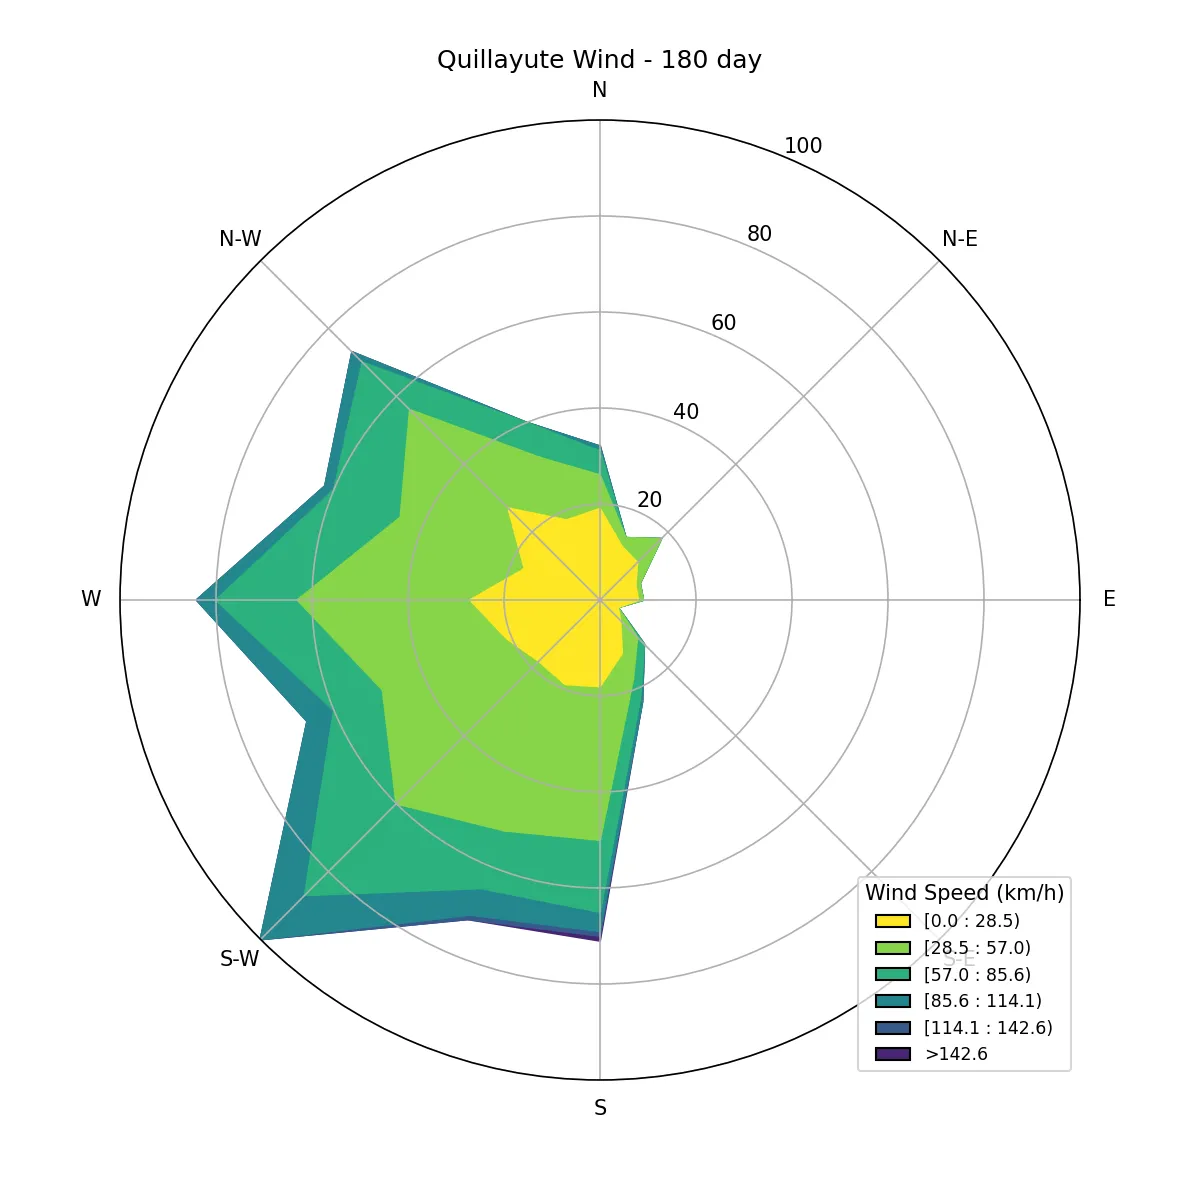 Quillayute Wind - 180 day
N
100
80
N-W
N-E
60
40
20
W
E
Wind Speed (km/h)
[0.0 : 28.5)
[28.5 : 57.0)
S-W
S-E
[57.0 : 85.6)
[85.6 : 114.1)
[114.1 : 142.6)
>142.6
S